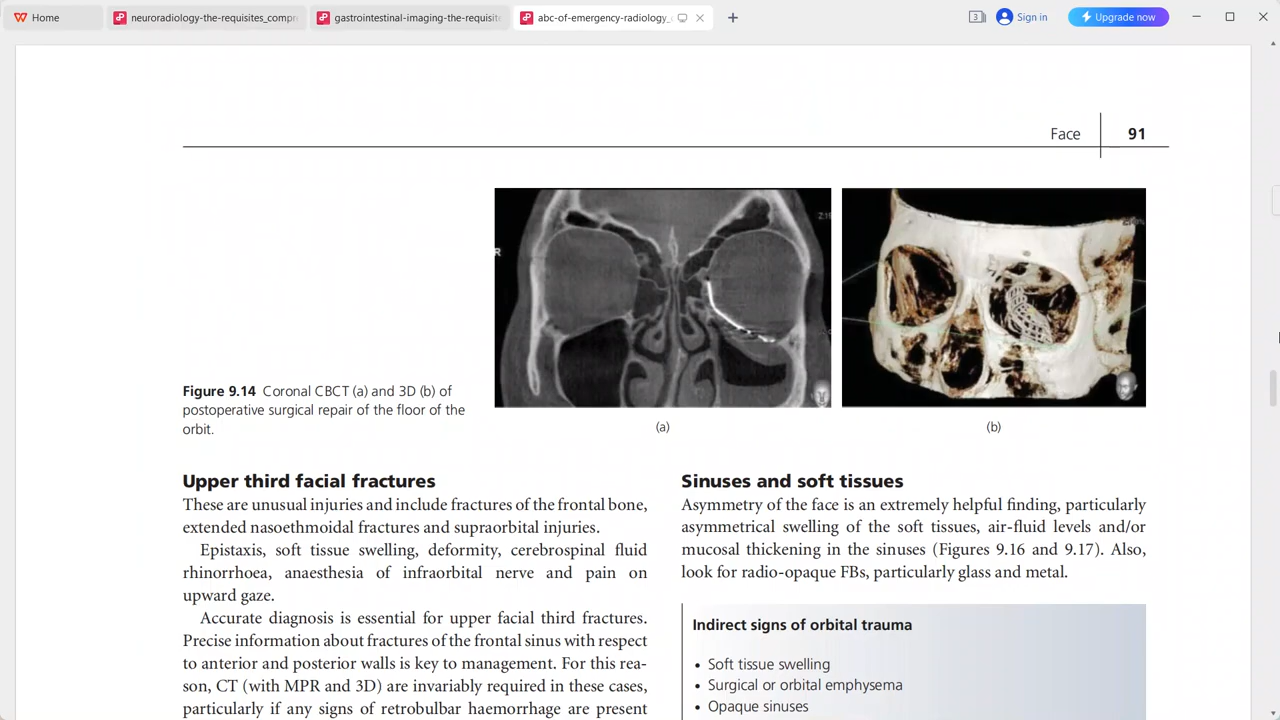 Home
neuroradiology-the-requisites_compr
gastrointestinal-imaging-the-requisite
abc-of-emergency-radiology_
3
Sign in
Upgrade now
Face 91
R
Figure 9.14 Coronal CBCT (a) and 3D (b) of
postoperative surgical repair of the floor of the
orbit.
(a)
(b)
Upper third facial fractures
These are unusual injuries and include fractures of the frontal bone,
extended nasoethmoidal fractures and supraorbital injuries.
Epistaxis, soft tissue swelling, deformity, cerebrospinal fluid
rhinorrhoea, anaesthesia of infraorbital nerve and pain on
upward gaze.
Accurate diagnosis is essential for upper facial third fractures.
Precise information about fractures of the frontal sinus with respect
to anterior and posterior walls is key to management. For this rea-
son, CT (with MPR and 3D) are invariably required in these cases,
particularly if any signs of retrobulbar haemorrhage are present
Sinuses and soft tissues
Asymmetry of the face is an extremely helpful finding, particularly
asymmetrical swelling of the soft tissues, air-fluid levels and/or
mucosal thickening in the sinuses (Figures 9.16 and 9.17). Also,
look for radio-opaque FBs, particularly glass and metal.
Indirect signs of orbital trauma
• Soft tissue swelling
• Surgical or orbital emphysema
• Opaque sinuses